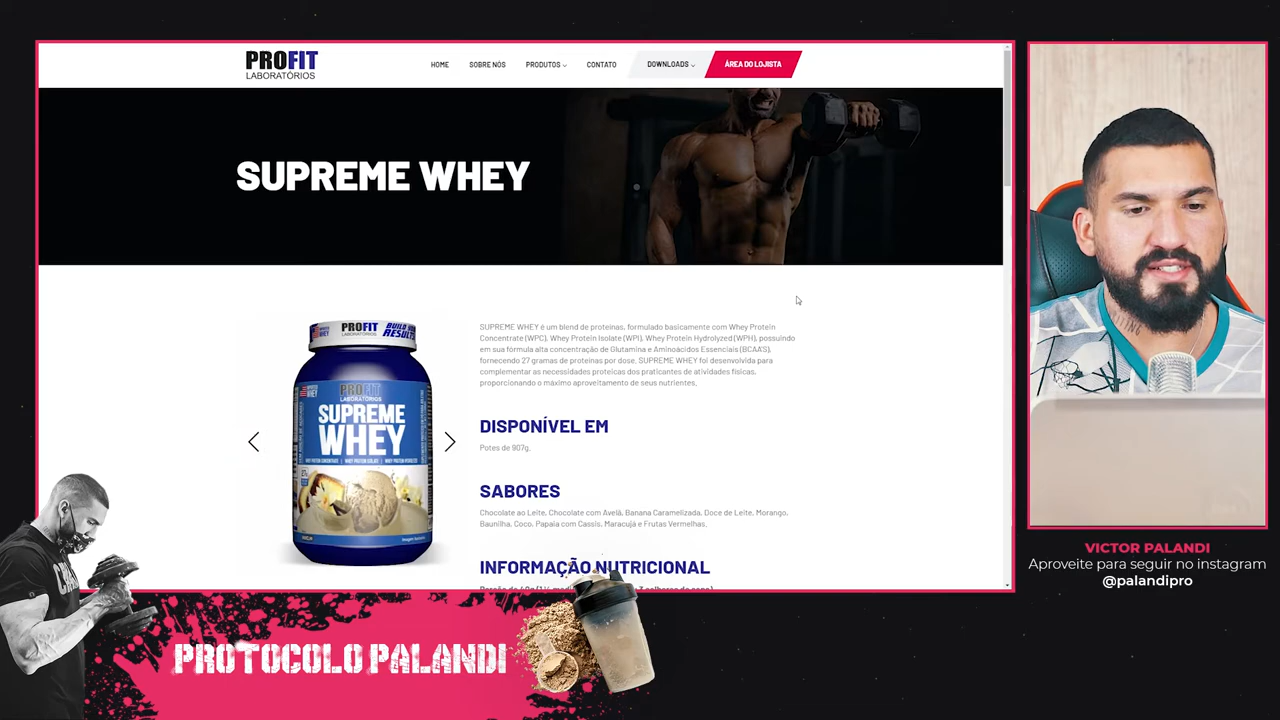 PROFIT
LABORATÓRIOS
HOME
SOBRE NÓS
PRODUTOS
CONTATO
DOWNLOADS
ÁREA DO LOJISTA
SUPREME WHEY
SUPREME WHEY é um blend de proteínas, formulado basicamente com Whey Protein
Concentrate (WPC), Whey Protein Isolate (WPI), Whey Protein Hydrolyzed (WPH), possuindo
em sua fórmula alta concentração de Glutamina e Aminoácidos Essenciais (BCAA'S),
fornecendo 27 gramas de proteínas por dose. SUPREME WHEY foi desenvolvida para
complementar as necessidades proteicas dos praticantes de atividades físicas,
proporcionando o máximo aproveitamento de seus nutrientes.
DISPONÍVEL EM
Potes de 907g.
SABORES
Chocolate ao Leite, Chocolate com Avelã, Banana Caramelizada, Doce de Leite, Morango,
Baunilha, Coco, Papaia com Cassis, Maracujá e Frutas Vermelhas.
INFORMAÇÃO NUTRICIONAL
PROFIT
LABORATÓRIOS
PROFIT
LABORATÓRIOS
SUPREME
WHEY
VICTOR PALANDI
Aproveite para seguir no instagram
@palandipro
PROTOCOLO PALANDI